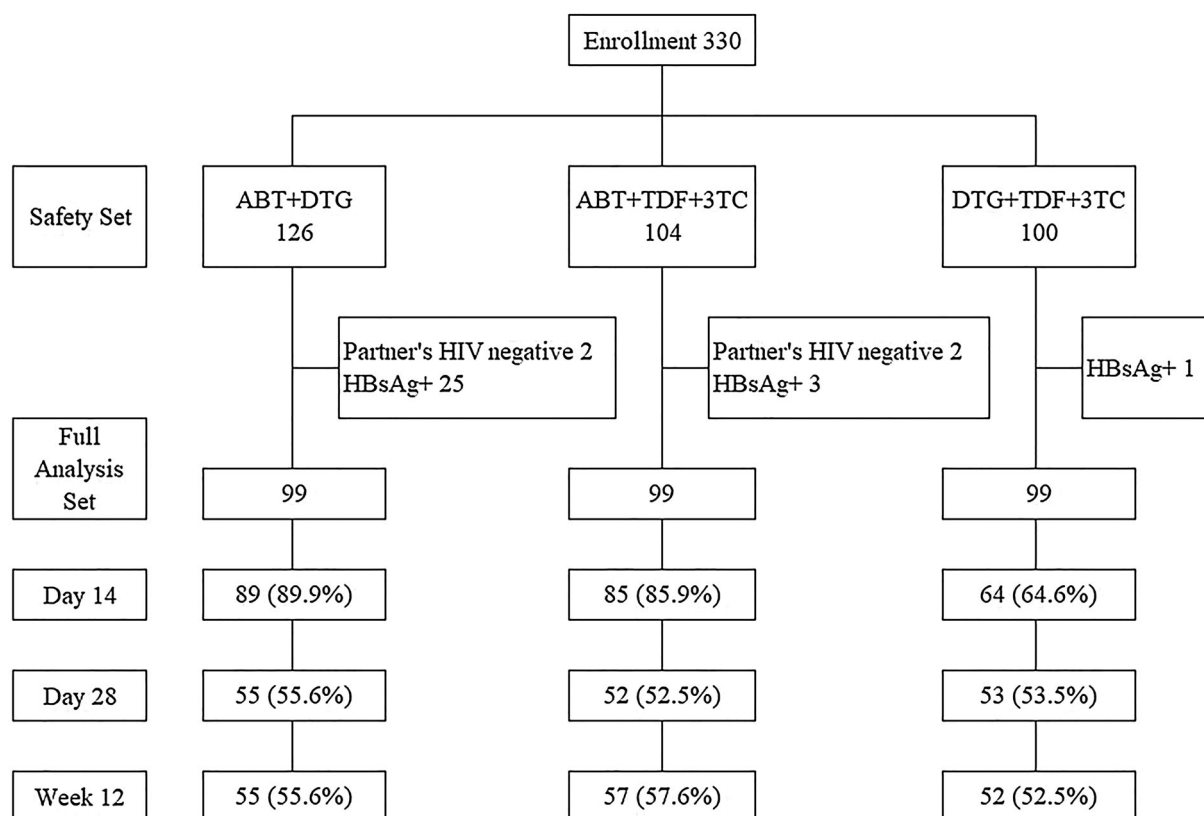 Enrollment 330
Safety Set
ABT+DTG
126
ABT+TDF+3TC
104
DTG+TDF+3TC
100
Partner's HIV negative 2
HBsAg+ 25
Partner's HIV negative 2
HBsAg+ 3
HBsAg+ 1
Full
Analysis
Set
99
99
99
Day 14
89 (89.9%)
85 (85.9%)
64 (64.6%)
Day 28
55 (55.6%)
52 (52.5%)
53 (53.5%)
Week 12
55 (55.6%)
57 (57.6%)
52 (52.5%)